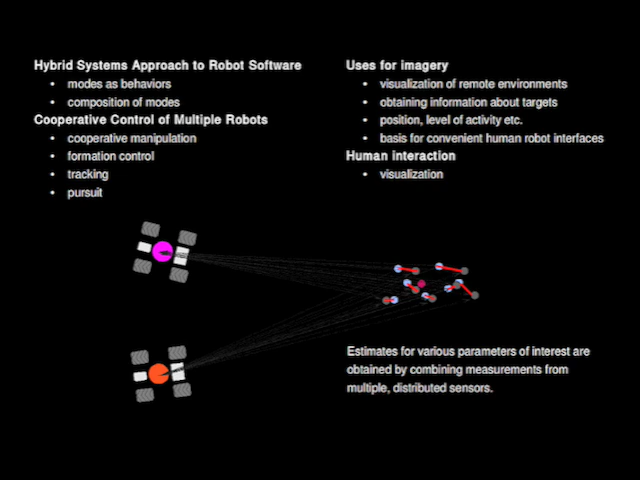 Hybrid Systems Approach to Robot Software
• modes as behaviors
• composition of modes
Cooperative Control of Multiple Robots
• cooperative manipulation
• formation control
• tracking
• pursuit
Uses for imagery
• visualization of remote environments
• obtaining information about targets
• position, level of activity etc.
• basis for convenient human robot interfaces
Human interaction
• visualization
Estimates for various parameters of interest are
obtained by combining measurements from
multiple, distributed sensors.